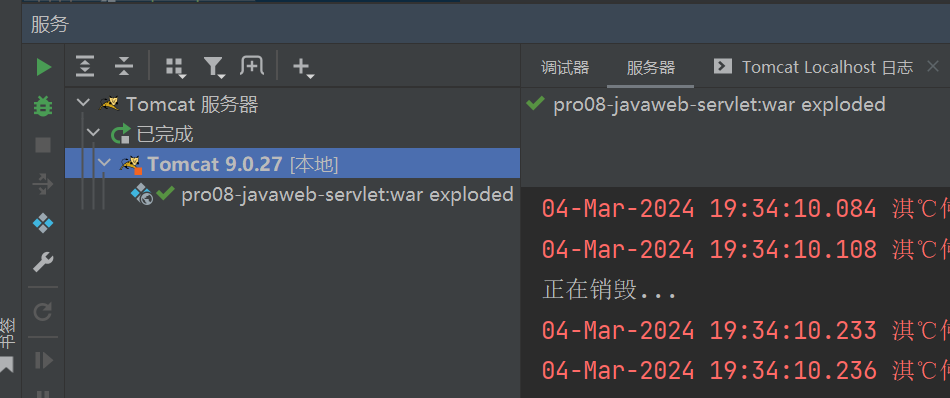 服务
调试器 服务器 Tomcat Localhost 日志
Tomcat 服务器
已完成
Tomcat 9.0.27 [本地]
pro08-javaweb-servlet:war exploded
pro08-javaweb-servlet:war exploded
04-Mar-2024 19:34:10.084 淇℃伅
04-Mar-2024 19:34:10.108 淇℃伅
正在销毁...
04-Mar-2024 19:34:10.233 淇℃伅
04-Mar-2024 19:34:10.236 淇℃伅
书签